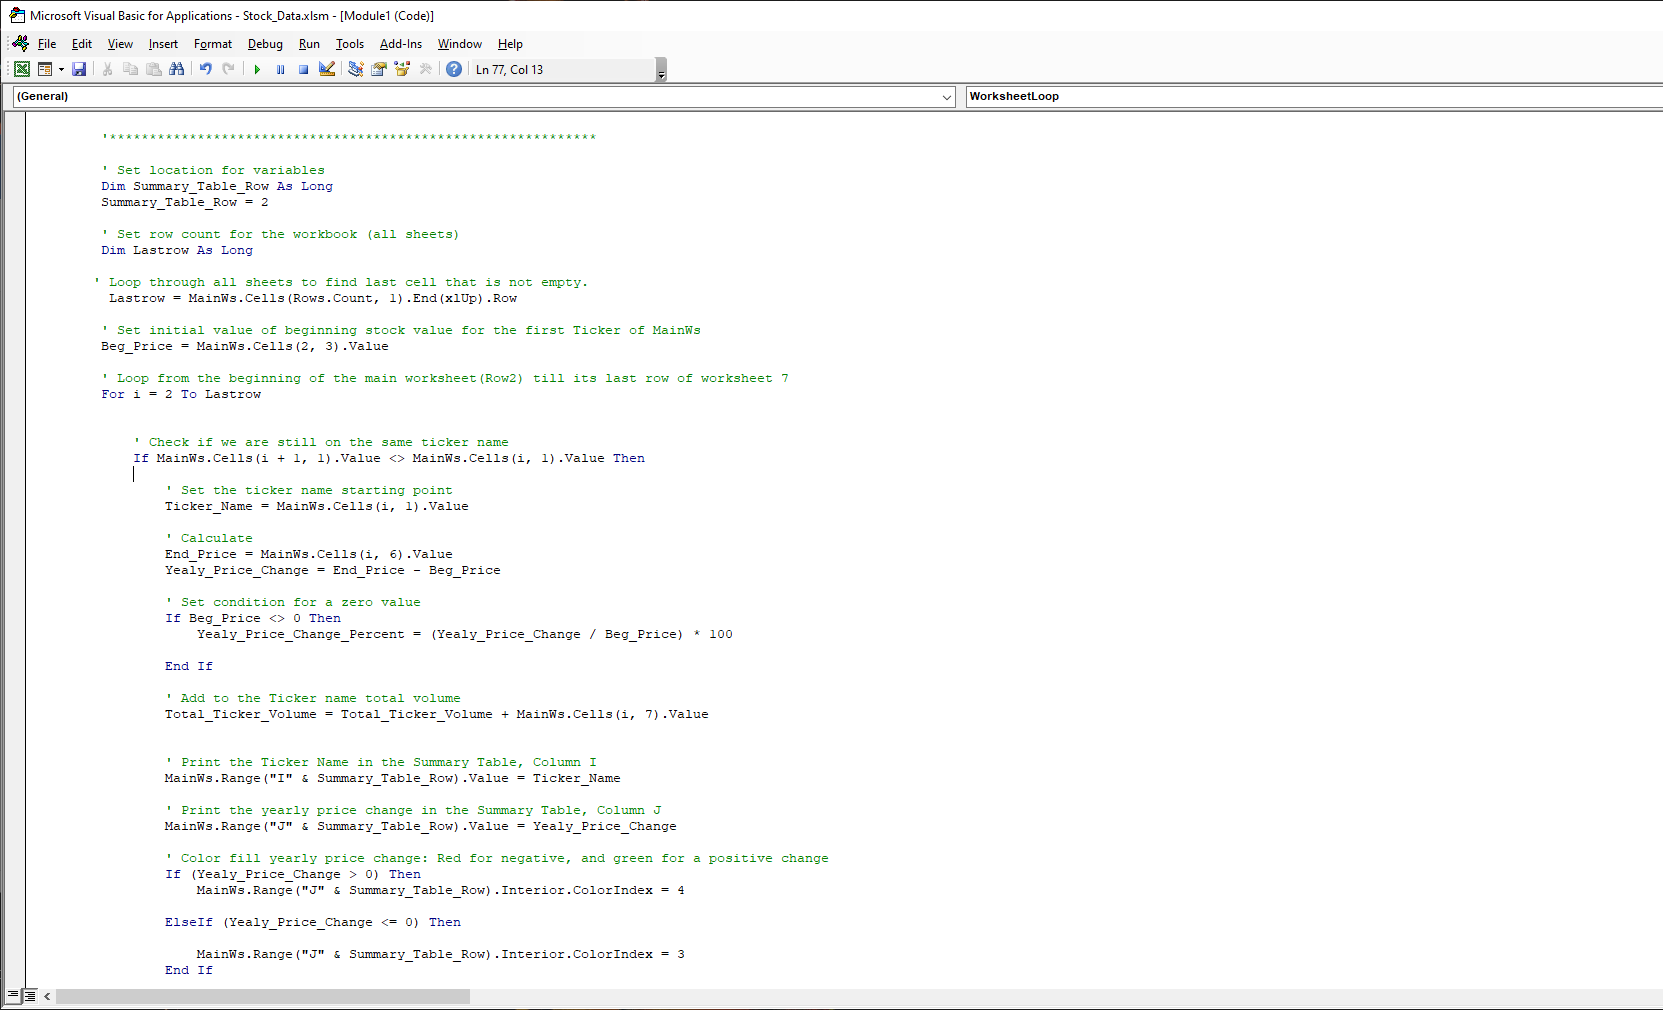 Microsoft Visual Basic for Applications - Stock_Data.xlsm - [Module1 (Code)]
File Edit View Insert Format Debug Run Tools Add-Ins Window Help
Ln 77, Col 13
(General) WorksheetLoop
'*************************************************************
' Set location for variables
Dim Summary_Table_Row As Long
Summary_Table_Row = 2
' Set row count for the workbook (all sheets)
Dim Lastrow As Long
' Loop through all sheets to find last cell that is not empty.
Lastrow = MainWs.Cells(Rows.Count, 1).End(xlUp).Row
' Set initial value of beginning stock value for the first Ticker of MainWs
Beg_Price = MainWs.Cells(2, 3).Value
' Loop from the beginning of the main worksheet(Row2) till its last row of worksheet 7
For i = 2 To Lastrow
' Check if we are still on the same ticker name
If MainWs.Cells(i + 1, 1).Value <> MainWs.Cells(i, 1).Value Then
' Set the ticker name starting point
Ticker_Name = MainWs.Cells(i, 1).Value
' Calculate
End_Price = MainWs.Cells(i, 6).Value
Yealy_Price_Change = End_Price - Beg_Price
' Set condition for a zero value
If Beg_Price <> 0 Then
Yealy_Price_Change_Percent = (Yealy_Price_Change / Beg_Price) * 100
End If
' Add to the Ticker name total volume
Total_Ticker_Volume = Total_Ticker_Volume + MainWs.Cells(i, 7).Value
' Print the Ticker Name in the Summary Table, Column I
MainWs.Range("I" & Summary_Table_Row).Value = Ticker_Name
' Print the yearly price change in the Summary Table, Column J
MainWs.Range("J" & Summary_Table_Row).Value = Yealy_Price_Change
' Color fill yearly price change: Red for negative, and green for a positive change
If (Yealy_Price_Change > 0) Then
MainWs.Range("J" & Summary_Table_Row).Interior.ColorIndex = 4
ElseIf (Yealy_Price_Change <= 0) Then
MainWs.Range("J" & Summary_Table_Row).Interior.ColorIndex = 3
End If